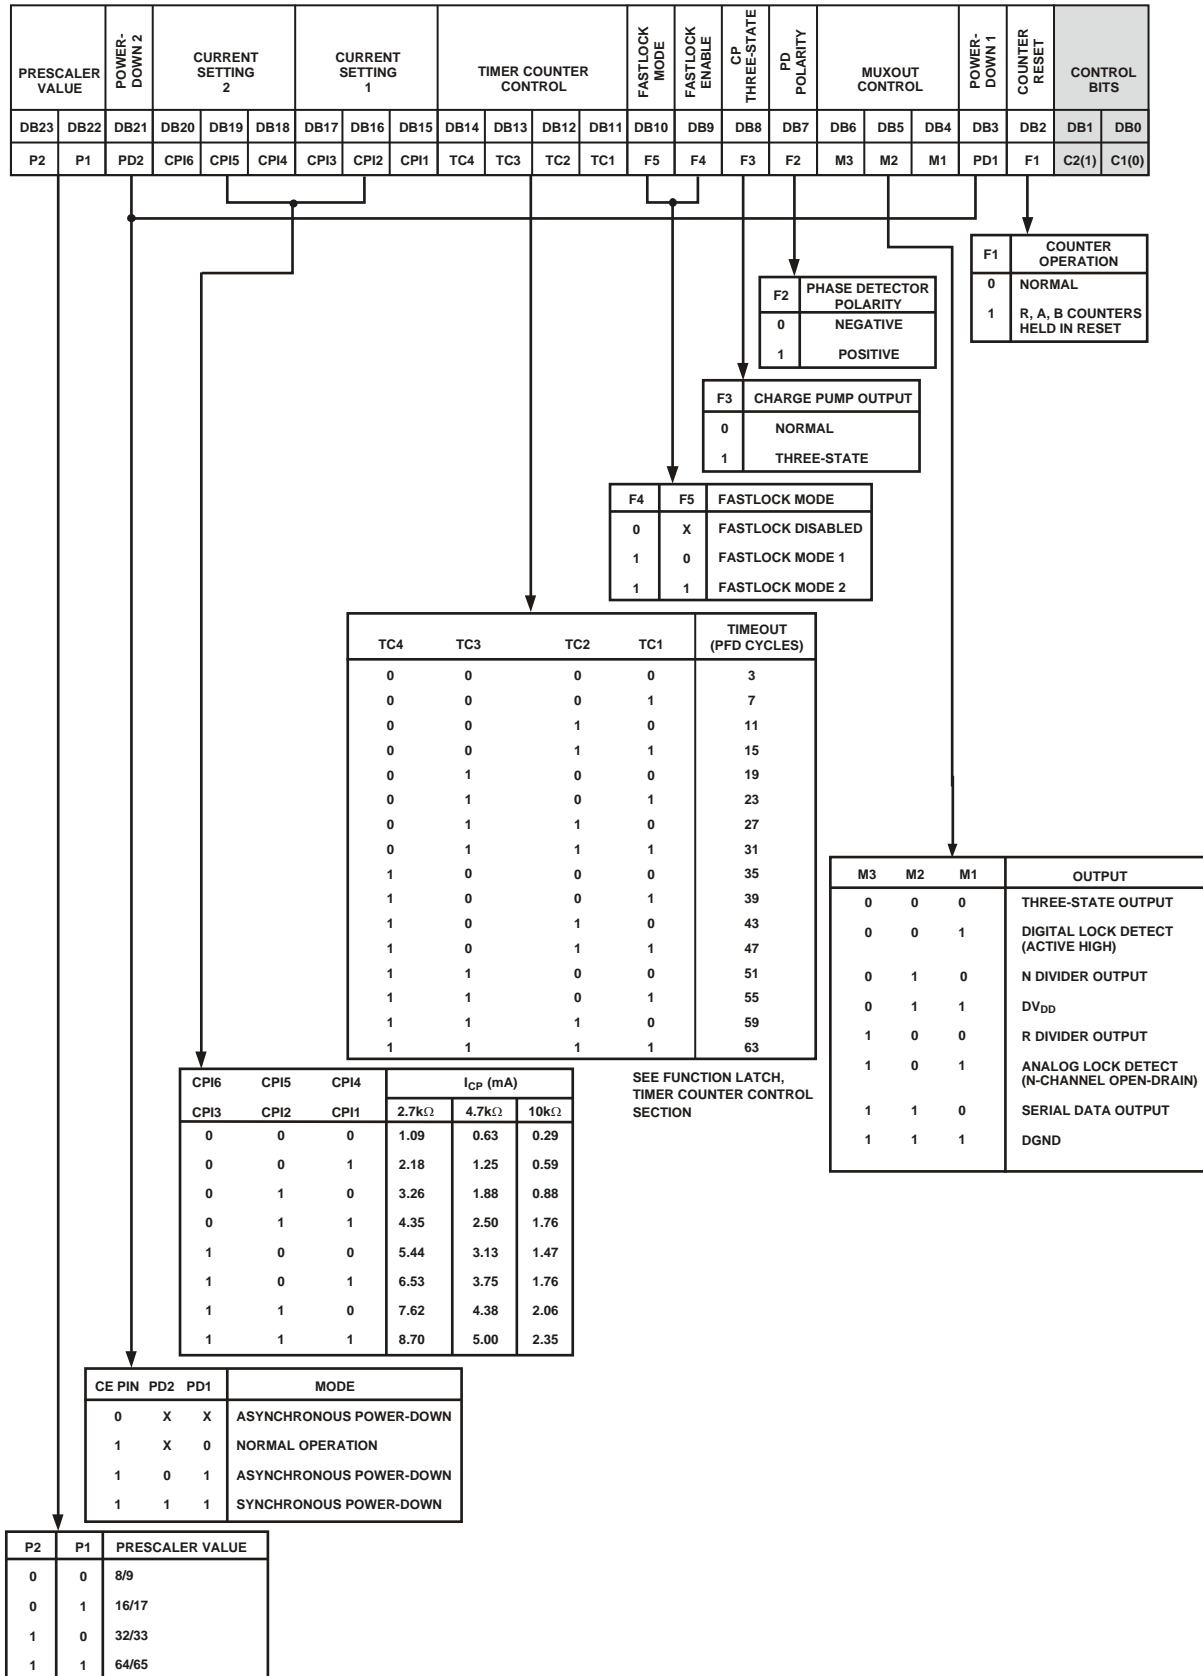 PRESCALER
VALUE
POWER-
DOWN 2
CURRENT
SETTING
2
CURRENT
SETTING
1
TIMER COUNTER
CONTROL
FASTLOCK
MODE
FASTLOCK
ENABLE
CP
THREE-STATE
PD
POLARITY
MUXOUT
CONTROL
POWER-
DOWN 1
COUNTER
RESET
CONTROL
BITS
DB23 DB22 DB21 DB20 DB19 DB18 DB17 DB16 DB15 DB14 DB13 DB12 DB11 DB10 DB9 DB8 DB7 DB6 DB5 DB4 DB3 DB2 DB1 DB0
P2 P1 PD2 CPI6 CPI5 CPI4 CPI3 CPI2 CPI1 TC4 TC3 TC2 TC1 F5 F4 F3 F2 M3 M2 M1 PD1 F1 C2(1) C1(0)
F1 COUNTER
OPERATION
0 NORMAL
1 R, A, B COUNTERS
HELD IN RESET
F2 PHASE DETECTOR
POLARITY
0 NEGATIVE
1 POSITIVE
F3 CHARGE PUMP OUTPUT
0 NORMAL
1 THREE-STATE
F4 F5 FASTLOCK MODE
0 X FASTLOCK DISABLED
1 0 FASTLOCK MODE 1
1 1 FASTLOCK MODE 2
TC4 TC3 TC2 TC1 TIMEOUT
(PFD CYCLES)
0 0 0 0 3
0 0 0 1 7
0 0 1 0 11
0 0 1 1 15
0 1 0 0 19
0 1 0 1 23
0 1 1 0 27
0 1 1 1 31
1 0 0 0 35
1 0 0 1 39
1 0 1 0 43
1 0 1 1 47
1 1 0 0 51
1 1 0 1 55
1 1 1 0 59
1 1 1 1 63
SEE FUNCTION LATCH,
TIMER COUNTER CONTROL
SECTION
M3 M2 M1 OUTPUT
0 0 0 THREE-STATE OUTPUT
0 0 1 DIGITAL LOCK DETECT
(ACTIVE HIGH)
0 1 0 N DIVIDER OUTPUT
0 1 1 DVDD
1 0 0 R DIVIDER OUTPUT
1 0 1 ANALOG LOCK DETECT
(N-CHANNEL OPEN-DRAIN)
1 1 0 SERIAL DATA OUTPUT
1 1 1 DGND
CPI6 CPI5 CPI4 ICP (mA)
CPI3 CPI2 CPI1 2.7kΩ 4.7kΩ 10kΩ
0 0 0 1.09 0.63 0.29
0 0 1 2.18 1.25 0.59
0 1 0 3.26 1.88 0.88
0 1 1 4.35 2.50 1.76
1 0 0 5.44 3.13 1.47
1 0 1 6.53 3.75 1.76
1 1 0 7.62 4.38 2.06
1 1 1 8.70 5.00 2.35
CE PIN PD2 PD1 MODE
0 X X ASYNCHRONOUS POWER-DOWN
1 X 0 NORMAL OPERATION
1 0 1 ASYNCHRONOUS POWER-DOWN
1 1 1 SYNCHRONOUS POWER-DOWN
P2 P1 PRESCALER VALUE
0 0 8/9
0 1 16/17
1 0 32/33
1 1 64/65